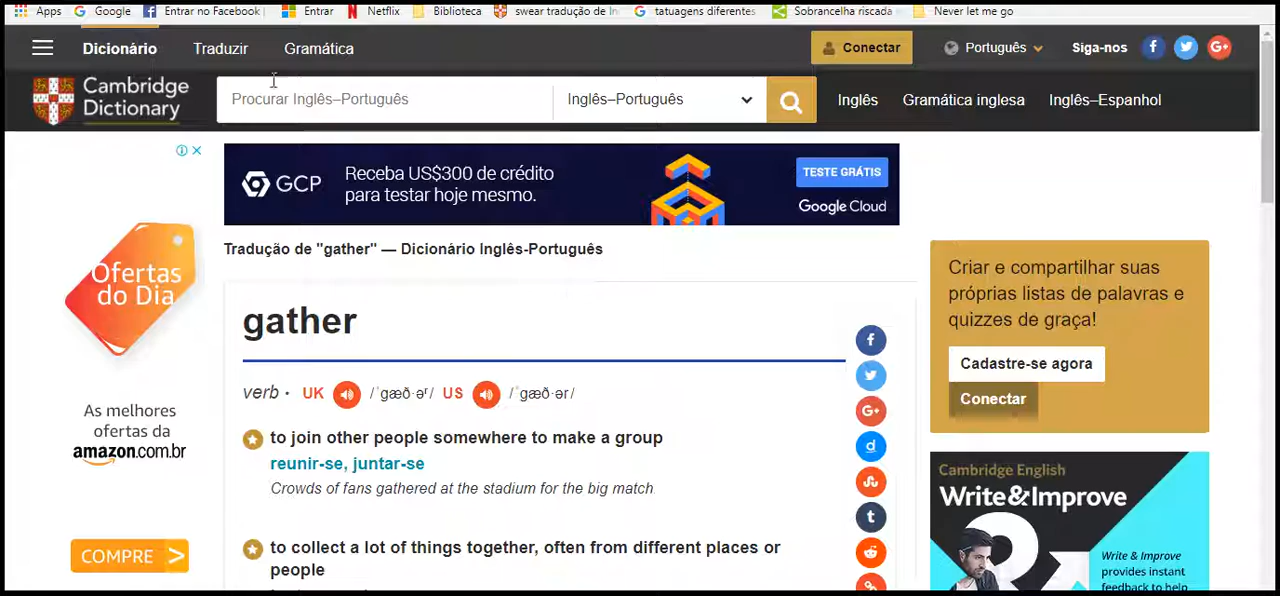 Apps Google Entrar no Facebook Entrar Netflix Biblioteca swear tradução de In tatuagens diferentes Sobrancelha riscada Never let me go
Dicionário Traduzir Gramática Conectar Português Siga-nos
Cambridge
Dictionary
Procurar Inglês–Português Inglês–Português Inglês Gramática inglesa Inglês–Espanhol
GCP
Receba US$300 de crédito
para testar hoje mesmo.
TESTE GRÁTIS
Google Cloud
Ofertas
do Dia
As melhores
ofertas da
amazon.com.br
COMPRE >
Tradução de "gather" — Dicionário Inglês-Português
gather
verb · UK /ˈɡæð·əʳ/ US /ˈɡæð·ər/
to join other people somewhere to make a group
reunir-se, juntar-se
Crowds of fans gathered at the stadium for the big match
to collect a lot of things together, often from different places or
people
Criar e compartilhar suas
próprias listas de palavras e
quizzes de graça!
Cadastre-se agora
Conectar
Cambridge English
Write&Improve
Write & Improve
provides instant
feedback to help